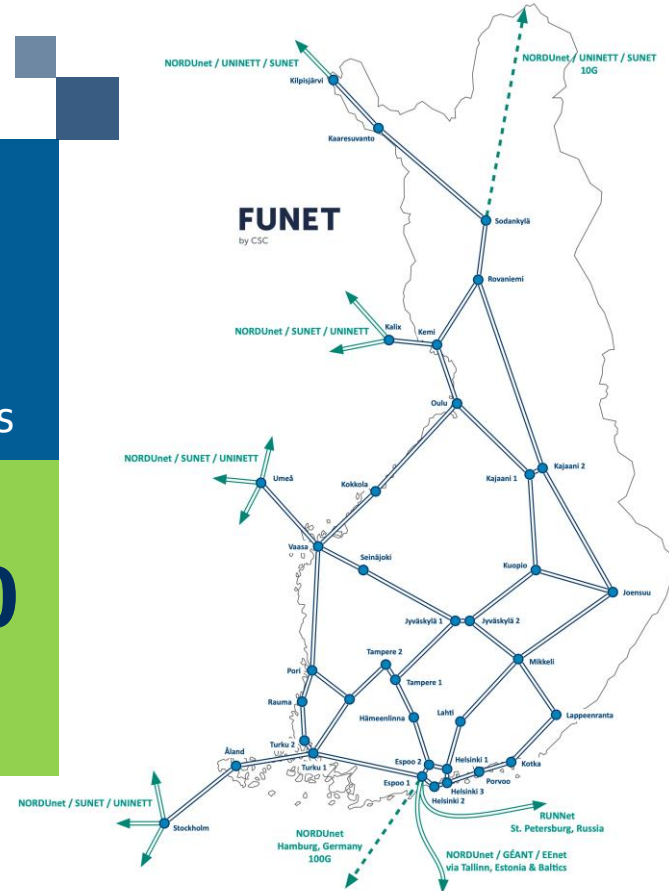 NORDUnet / UNINETT / SUNET
NORDUnet / UNINETT / SUNET
10G
Kilpisjärvi
Kaaresuvanto
FUNET
by CSC
Sodankylä
Rovaniemi
NORDUnet / SUNET / UNINETT
Kalix
Kemi
Oulu
s
NORDUnet / SUNET / UNINETT
Umeå
Kokkola
Kajaani 1
Kajaani 2
Vaasa
Seinäjoki
Kuopio
Joensuu
0
Jyväskylä 1
Jyväskylä 2
Tampere 2
Mikkeli
Pori
Tampere 1
Rauma
Hämeenlinna
Lahti
Lappeenranta
Turku 2
Åland
Turku 1
Espoo 2
Helsinki 1
Kotka
Espoo 1
Porvoo
Helsinki 3
Helsinki 2
NORDUnet / SUNET / UNINETT
Stockholm
RUNNet
St. Petersburg, Russia
NORDUnet
Hamburg, Germany
100G
NORDUnet / GÉANT / EEnet
via Tallinn, Estonia & Baltics